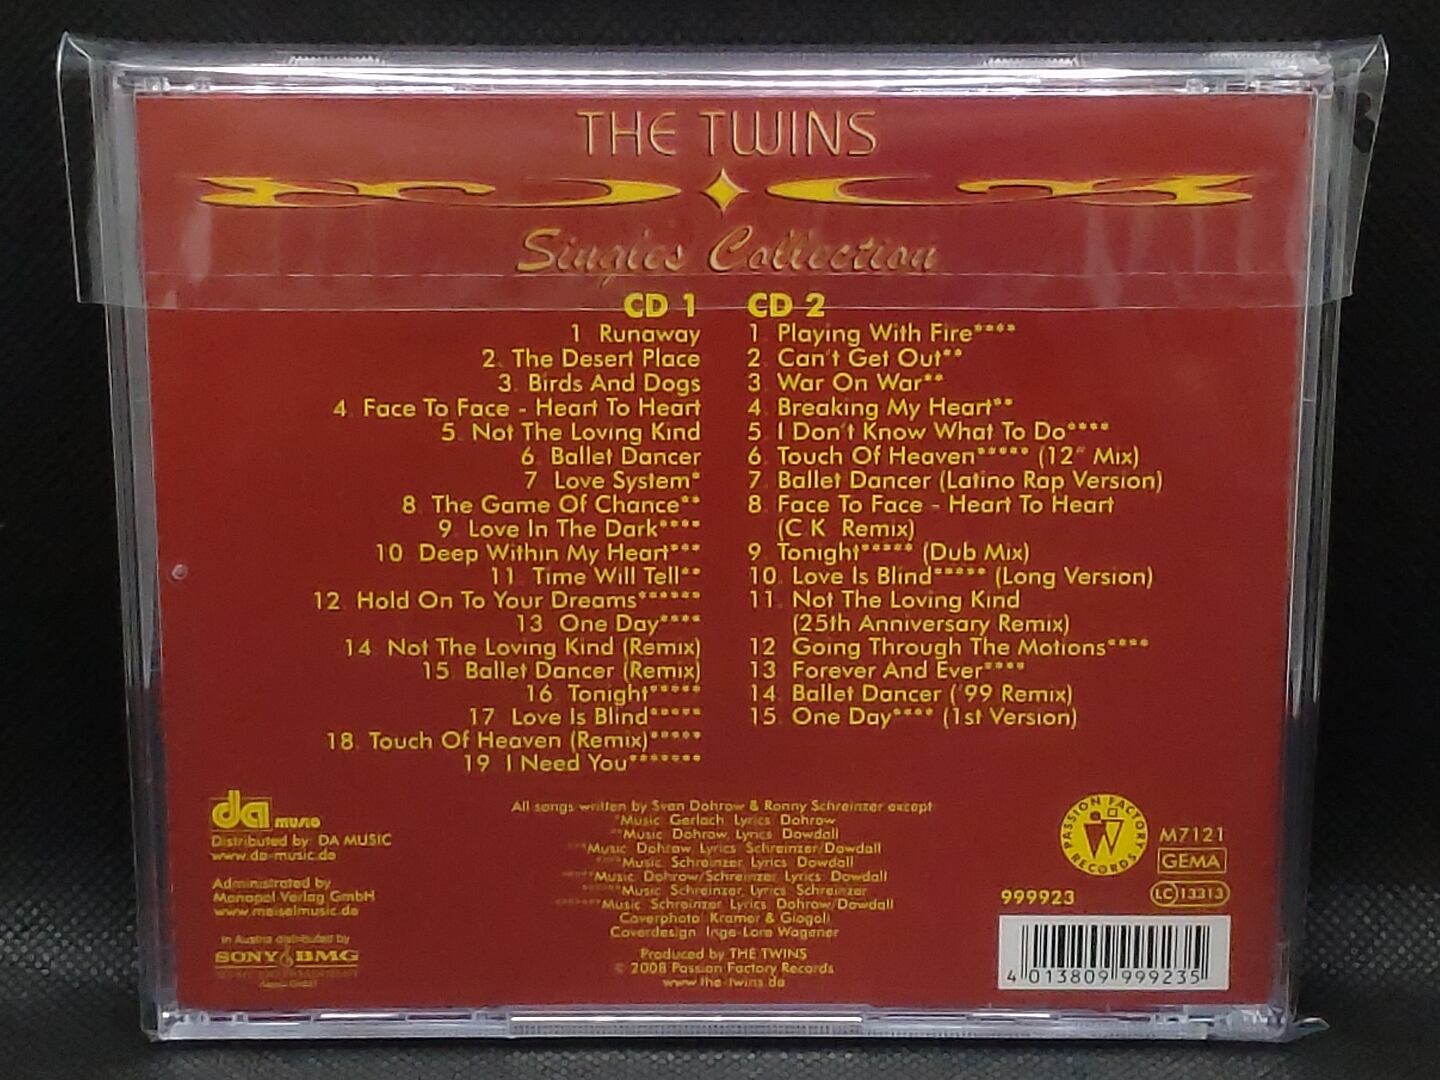 THE TWINS
Singles Collection
CD 1
1 Runaway
2. The Desert Place
3. Birds And Dogs
4. Face To Face - Heart To Heart
5. Not The Loving Kind
6. Ballet Dancer
7. Love System*
8. The Game Of Chance**
9. Love In The Dark****
10. Deep Within My Heart***
11. Time Will Tell**
12. Hold On To Your Dreams******
13. One Day****
14. Not The Loving Kind (Remix)
15. Ballet Dancer (Remix)
16. Tonight*****
17. Love Is Blind*****
18. Touch Of Heaven (Remix)*****
19. I Need You*******
CD 2
1. Playing With Fire****
2. Can't Get Out**
3. War On War**
4. Breaking My Heart**
5. I Don't Know What To Do****
6. Touch Of Heaven***** (12" Mix)
7. Ballet Dancer (Latino Rap Version)
8. Face To Face - Heart To Heart
(C.K. Remix)
9. Tonight***** (Dub Mix)
10. Love Is Blind***** (Long Version)
11. Not The Loving Kind
(25th Anniversary Remix)
12. Going Through The Motions****
13. Forever And Ever****
14. Ballet Dancer ('99 Remix)
15. One Day**** (1st Version)
da music
Distributed by: DA MUSIC
www.da-music.de
Administrated by
Monopol Verlag GmbH
www.meiselmusic.de
in Austria distributed by
SONY BMG
All songs written by Sven Dohrow & Ronny Schreinzer except
*Music: Gerlach, Lyrics: Dohrow
**Music: Dohrow, Lyrics: Dowdall
***Music: Dohrow, Lyrics: Schreinzer/Dowdall
****Music: Schreinzer, Lyrics: Dowdall
*****Music: Dohrow/Schreinzer, Lyrics: Dowdall
******Music: Schreinzer, Lyrics: Schreinzer
*******Music: Schreinzer, Lyrics: Dohrow/Dowdall
Coverphoto: Kramer & Giogoli
Coverdesign: Inge-Lore Wagener
Produced by THE TWINS
© 2008 Passion Factory Records
www.the-twins.de
PASSION FACTORY RECORDS
M7121
GEMA
LC 13313
999923
4 013809 999235